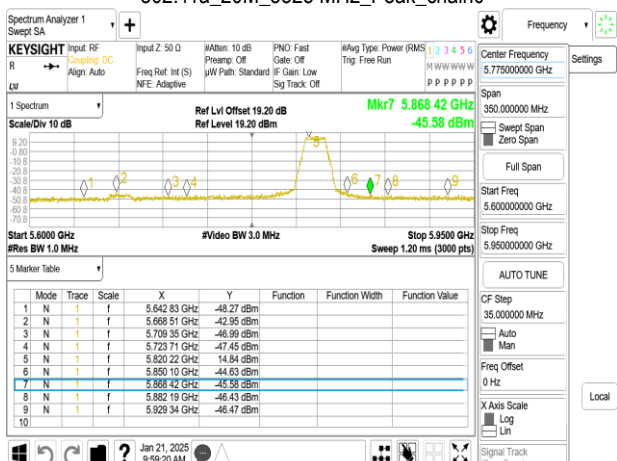 Spectrum Analyzer 1
Swept SA
Frequency
KEYSIGHT Input: RF Input Z: 50 Ω #Atten: 10 dB PNO: Fast #Avg Type: Power (RMS 1 2 3 4 5 6
R Coupling: DC Preamp: Off Gate: Off Trig: Free Run M W W W W W
Align: Auto Freq Ref: Int (S) µW Path: Standard IF Gain: Low
NFE: Adaptive Sig Track: Off P P P P P P
LXI
1 Spectrum
Scale/Div 10 dB
Ref Lvl Offset 19.20 dB
Ref Level 19.20 dBm
Mkr7 5.868 42 GHz
-45.58 dBm
9.20
-0.80
-10.8
-20.8
-30.8
-40.8
-50.8
-60.8
-70.8
1 2 3 4 5 6 7 8 9
Start 5.6000 GHz #Video BW 3.0 MHz Stop 5.9500 GHz
#Res BW 1.0 MHz Sweep 1.20 ms (3000 pts)
5 Marker Table
Mode Trace Scale X Y Function Function Width Function Value
1 N 1 f 5.642 83 GHz -48.27 dBm
2 N 1 f 5.668 51 GHz -42.95 dBm
3 N 1 f 5.709 35 GHz -46.99 dBm
4 N 1 f 5.723 71 GHz -47.45 dBm
5 N 1 f 5.820 22 GHz 14.84 dBm
6 N 1 f 5.850 10 GHz -44.63 dBm
7 N 1 f 5.868 42 GHz -45.58 dBm
8 N 1 f 5.882 19 GHz -46.43 dBm
9 N 1 f 5.929 34 GHz -46.47 dBm
10
Jan 21, 2025
9:59:20 AM
Center Frequency
5.775000000 GHz
Settings
Span
350.000000 MHz
Swept Span
Zero Span
Full Span
Start Freq
5.600000000 GHz
Stop Freq
5.950000000 GHz
AUTO TUNE
CF Step
35.000000 MHz
Auto
Man
Freq Offset
0 Hz
X Axis Scale
Log
Lin
Local
Signal Track